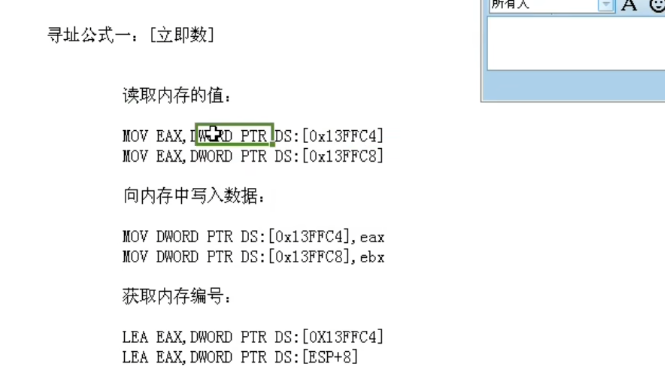 所有人
A
寻址公式一：[立即数]
读取内存的值：
MOV EAX,DWORD PTR DS:[0x13FFC4]
MOV EAX,DWORD PTR DS:[0x13FFC8]
向内存中写入数据：
MOV DWORD PTR DS:[0x13FFC4],eax
MOV DWORD PTR DS:[0x13FFC8],ebx
获取内存编号：
LEA EAX,DWORD PTR DS:[0X13FFC4]
LEA EAX,DWORD PTR DS:[ESP+8]